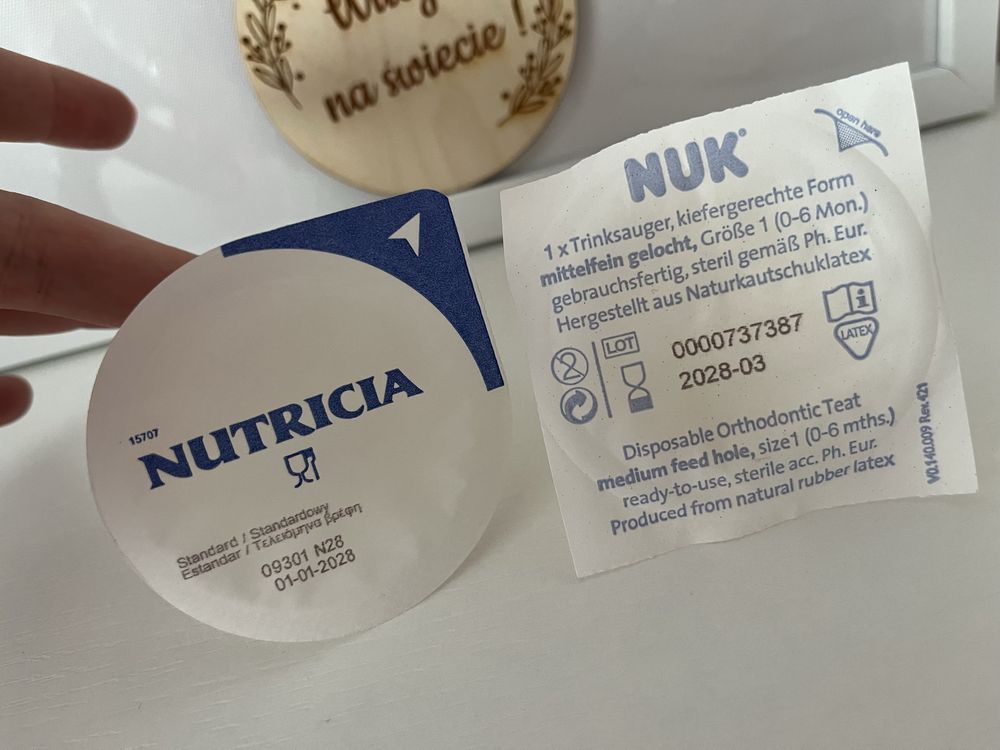 na świecie !
15707
NUTRICIA
Standard / Standardowy
Estandar / Τελειόμηνα βρέφη
09301 N28
01-01-2028
open here
NUK
1 x Trinksauger, kiefergerechte Form
mittelfein gelocht, Größe 1 (0-6 Mon.)
gebrauchsfertig, steril gemäß Ph. Eur.
Hergestellt aus Naturkautschuklatex
2
LOT
0000737387
2028-03
i
LATEX
Disposable Orthodontic Teat
medium feed hole, size1 (0-6 mths.)
ready-to-use, sterile acc. Ph. Eur.
Produced from natural rubber latex
V0.140.009 Rev.421